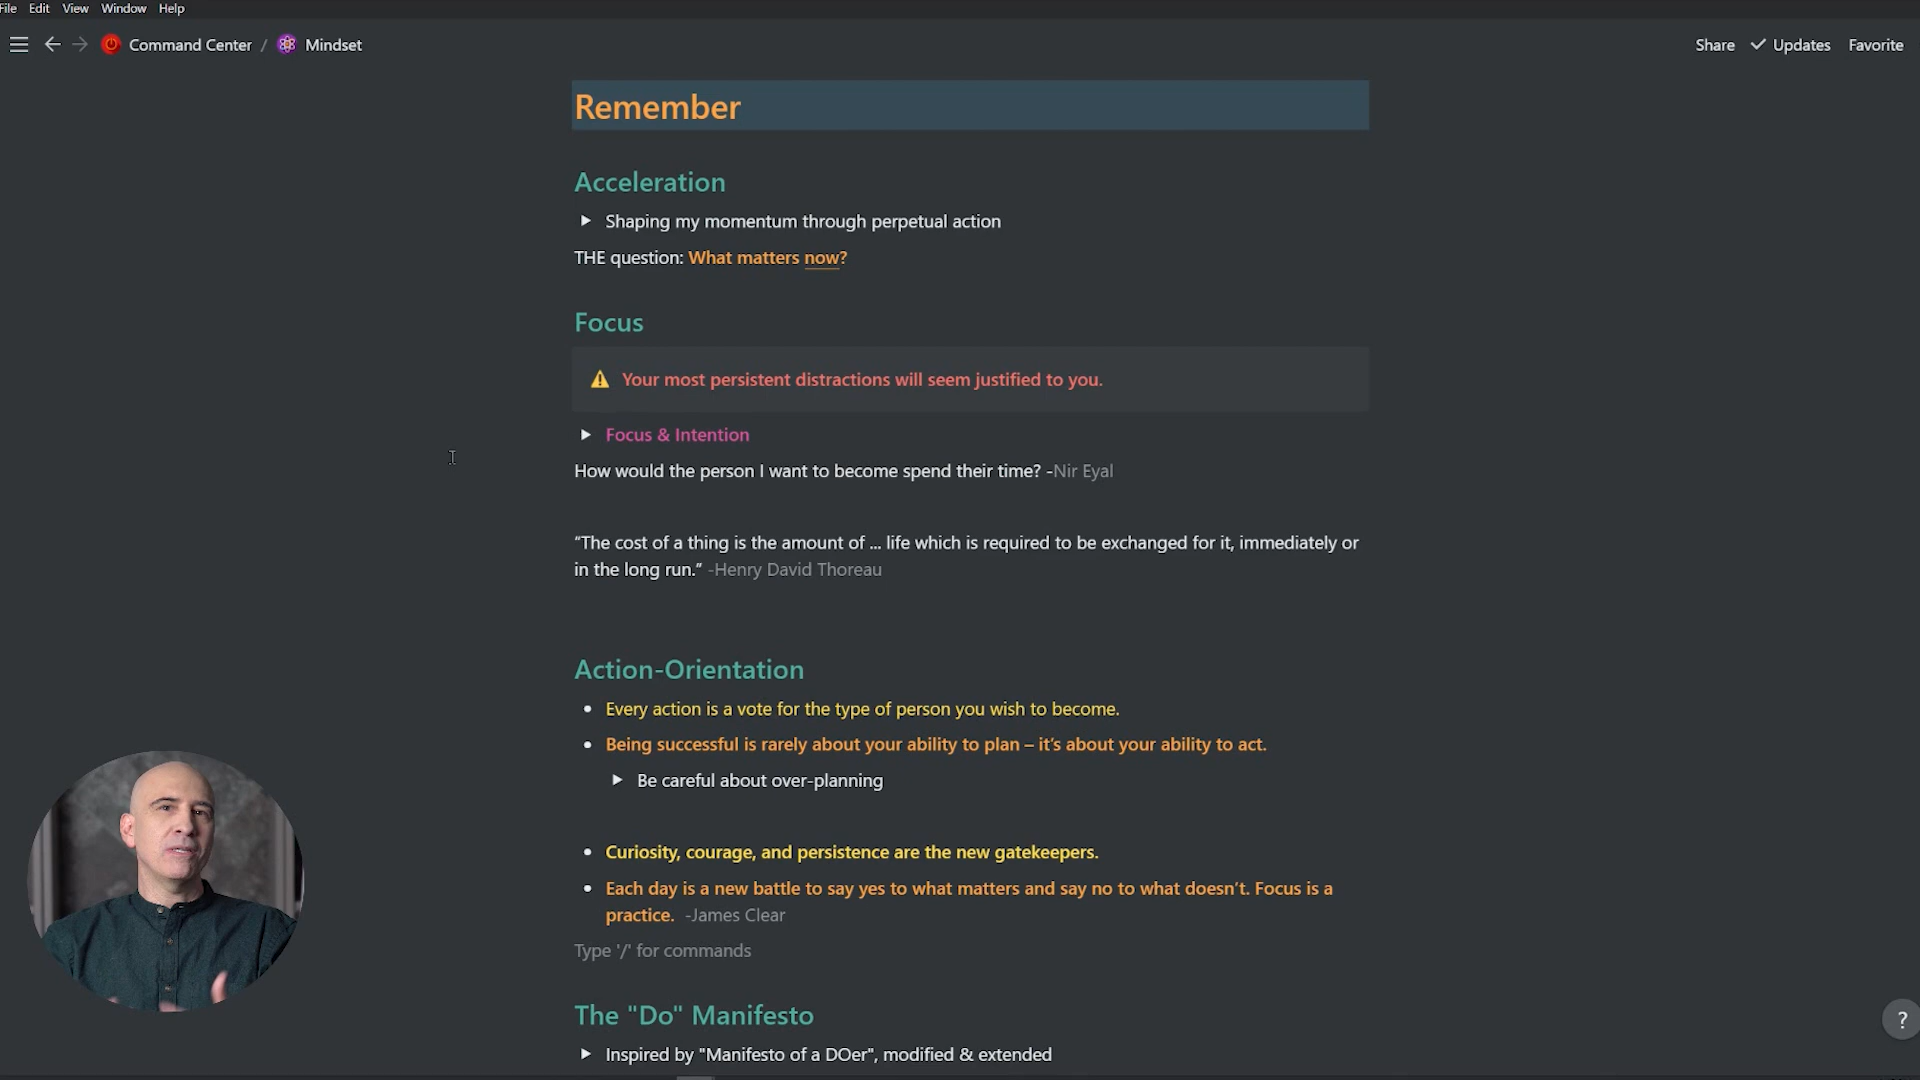 File Edit View Window Help
Command Center / Mindset
Share Updates Favorite
Remember
Acceleration
Shaping my momentum through perpetual action
THE question: What matters now?
Focus
Your most persistent distractions will seem justified to you.
Focus & Intention
How would the person I want to become spend their time? -Nir Eyal
“The cost of a thing is the amount of ... life which is required to be exchanged for it, immediately or
in the long run.” -Henry David Thoreau
Action-Orientation
Every action is a vote for the type of person you wish to become.
Being successful is rarely about your ability to plan – it’s about your ability to act.
Be careful about over-planning
Curiosity, courage, and persistence are the new gatekeepers.
Each day is a new battle to say yes to what matters and say no to what doesn’t. Focus is a
practice. -James Clear
Type '/' for commands
The "Do" Manifesto
Inspired by "Manifesto of a DOer", modified & extended
?